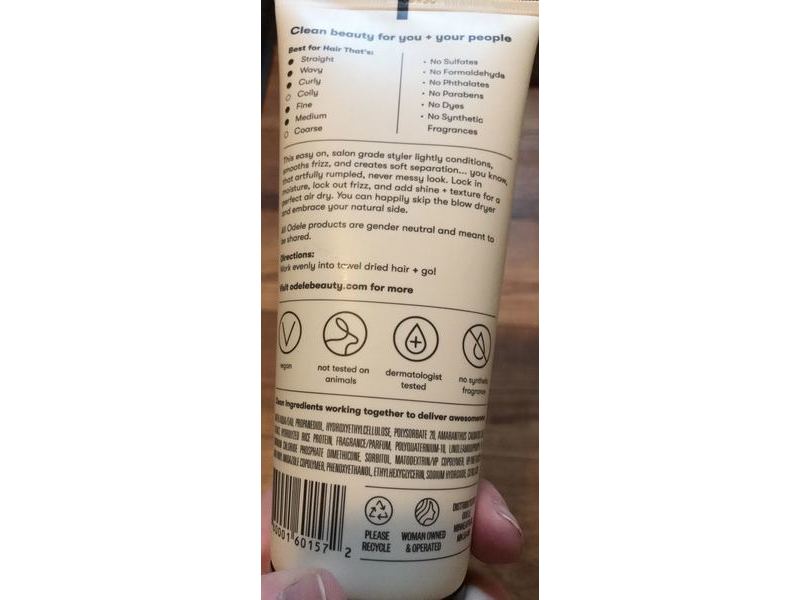 Clean beauty for you + your people
Best for Hair That's:
Straight
Wavy
Curly
Coily
Fine
Medium
Coarse
• No Sulfates
• No Formaldehyde
• No Phthalates
• No Parabens
• No Dyes
• No Synthetic
Fragrances
This easy on, salon grade styler lightly conditions,
smooths frizz, and creates soft separation... you know,
that artfully rumpled, never messy look. Lock in
moisture, lock out frizz, and add shine + texture for a
perfect air dry. You can happily skip the blow dryer
and embrace your natural side.
All Odele products are gender neutral and meant to
be shared.
Directions:
Work evenly into towel dried hair + go!
Visit odelebeauty.com for more
vegan
not tested on
animals
dermatologist
tested
no synthetic
fragrance
Clean ingredients working together to deliver awesomeness
PROPANEDIOL, HYDROXYETHYLCELLULOSE, POLYSORBATE 20, AMARANTHUS CAUDATUS
HYDROLYZED RICE PROTEIN, FRAGRANCE/PARFUM, POLYQUATERNIUM-10,
CHLORIDE PHOSPHATE DIMETHICONE, SORBITOL,
COPOLYMER, PHENOXYETHANOL, ETHYLHEXYGLYCERIN, SODIUM HYDROXIDE,
60157 2
PLEASE
RECYCLE
WOMAN OWNED
& OPERATED